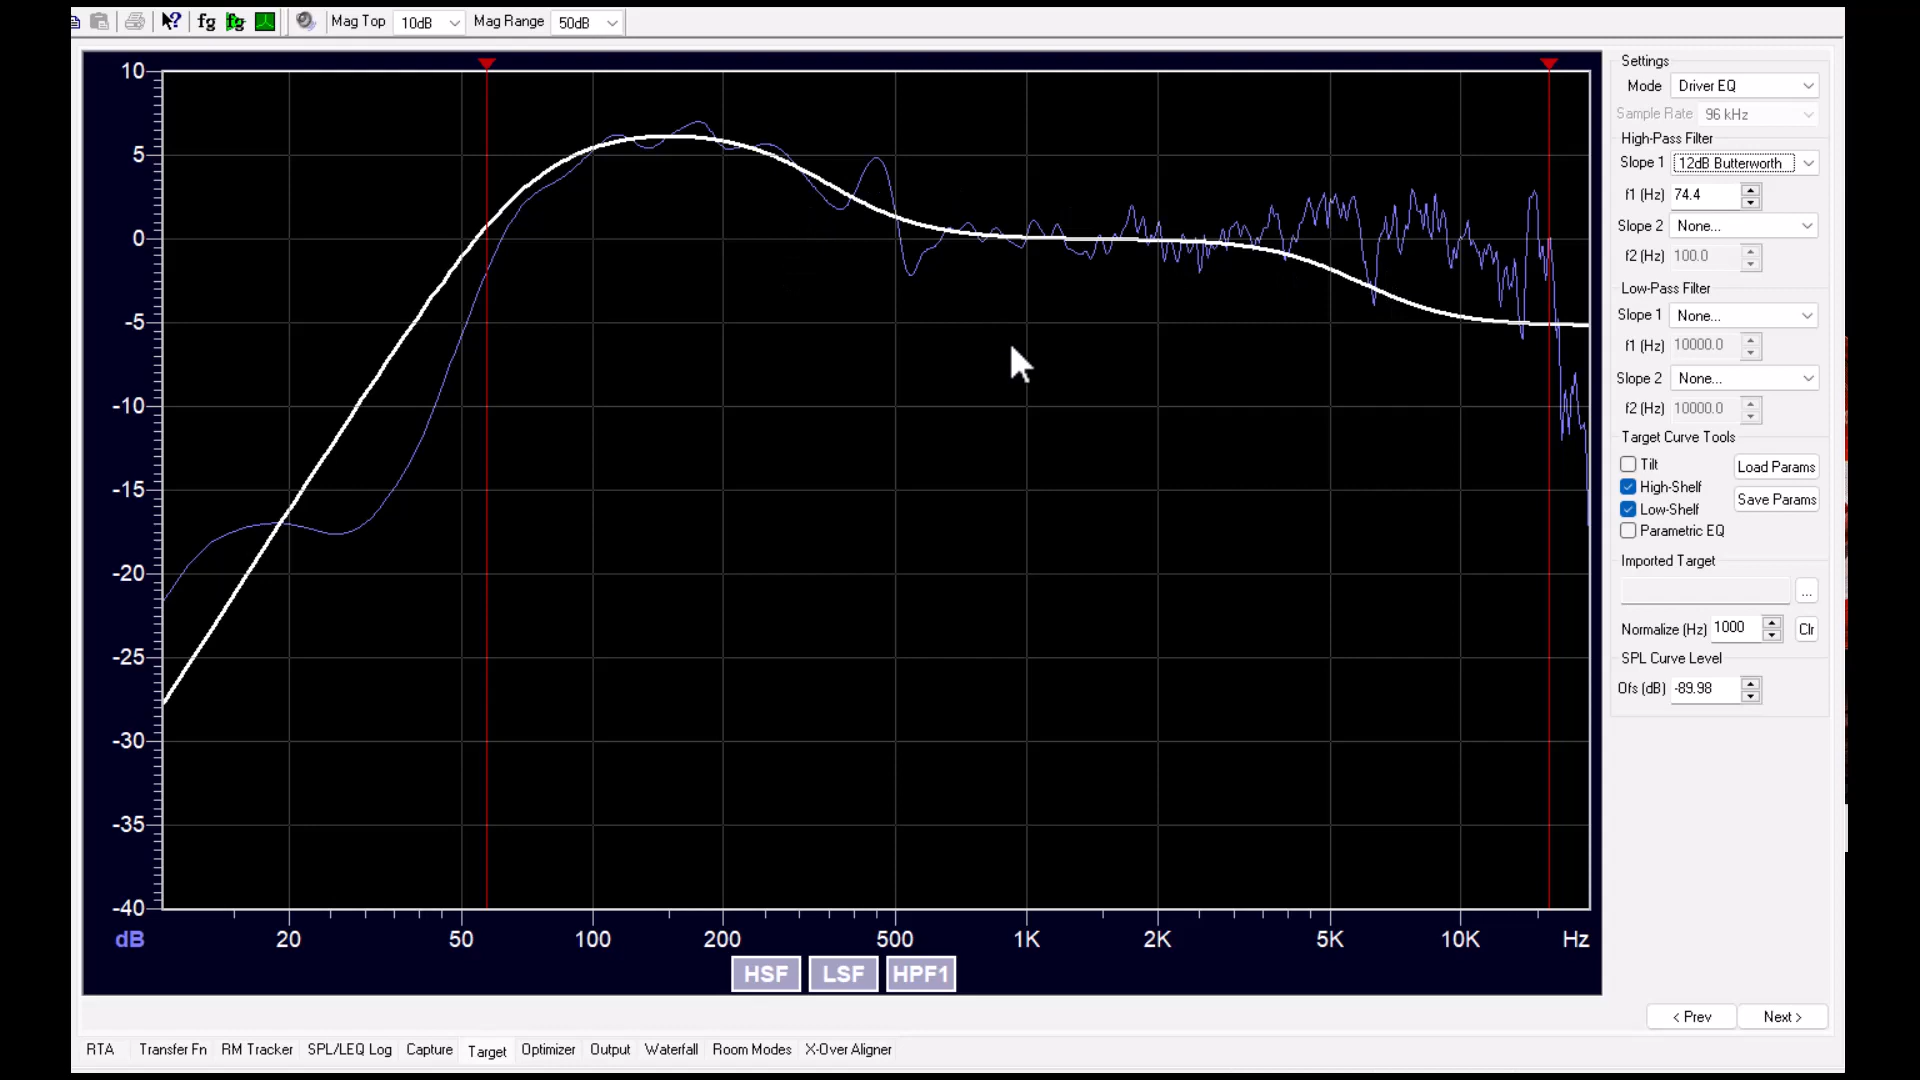 fg fg Mag Top 10dB Mag Range 50dB
10
5
0
-5
-10
-15
-20
-25
-30
-35
-40
dB 20 50 100 200 500 1K 2K 5K 10K Hz
HSF LSF HPF1
Settings
Mode Driver EQ
Sample Rate 96 kHz
High-Pass Filter
Slope 1 12dB Butterworth
f1 (Hz) 74.4
Slope 2 None...
f2 (Hz) 100.0
Low-Pass Filter
Slope 1 None...
f1 (Hz) 10000.0
Slope 2 None...
f2 (Hz) 10000.0
Target Curve Tools
Tilt Load Params
High-Shelf
Low-Shelf Save Params
Parametric EQ
Imported Target
...
Normalize (Hz) 1000 Clr
SPL Curve Level
Ofs (dB) -89.98
< Prev Next >
RTA Transfer Fn RM Tracker SPL/LEQ Log Capture Target Optimizer Output Waterfall Room Modes X-Over Aligner